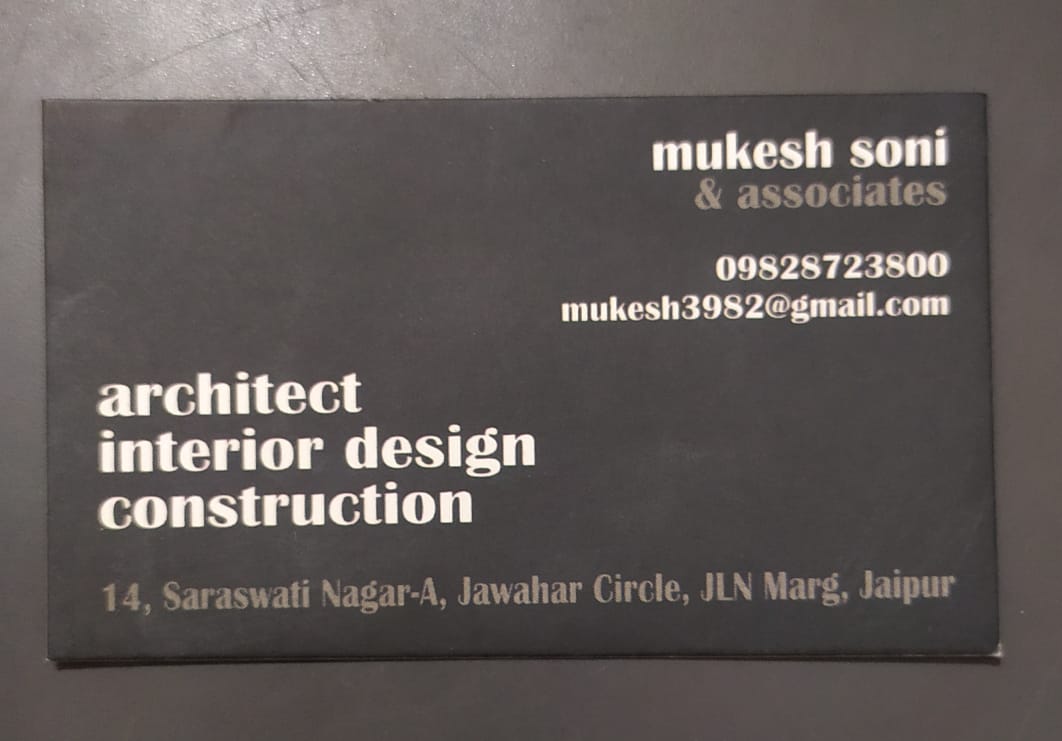 mukesh soni
& associates
09828723800
mukesh3982@gmail.com
architect
interior design
construction
14, Saraswati Nagar-A, Jawahar Circle, JLN Marg, Jaipur